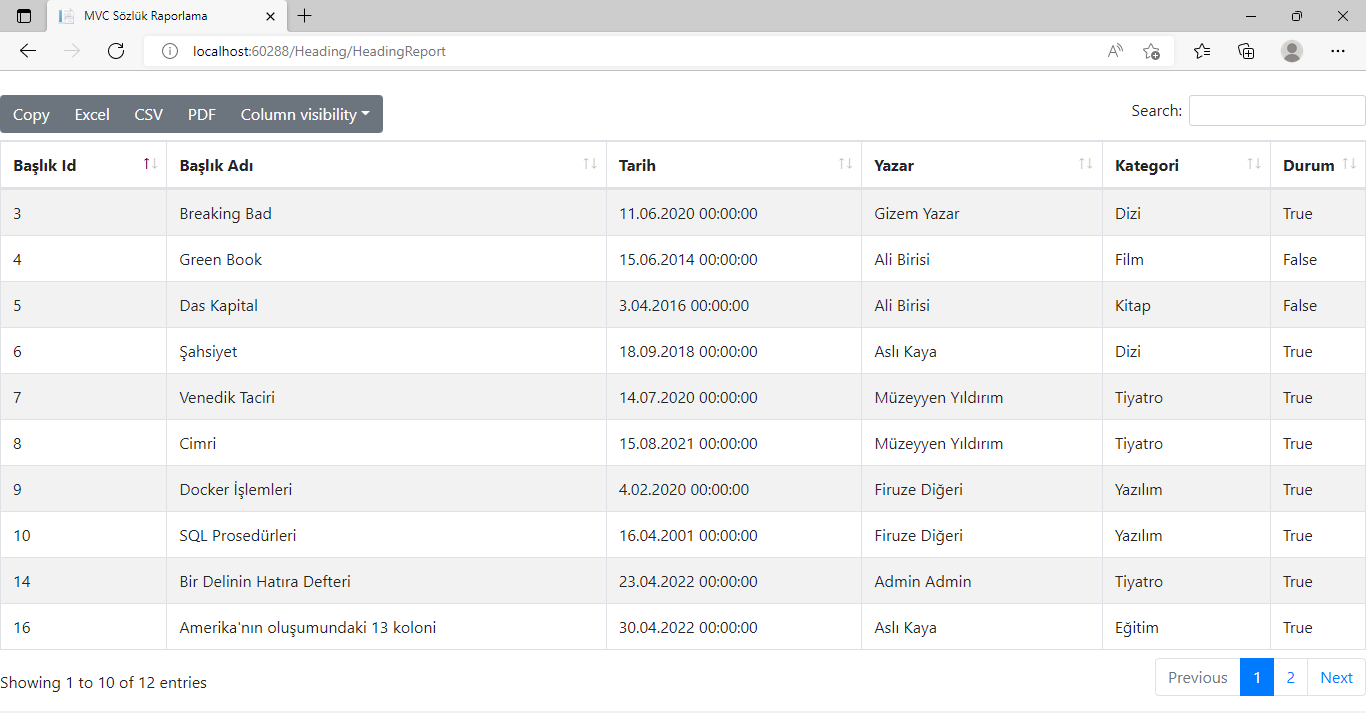 MVC Sözlük Raporlama
localhost:60288/Heading/HeadingReport
Copy Excel CSV PDF Column visibility Search:
Başlık Id Başlık Adı Tarih Yazar Kategori Durum
3 Breaking Bad 11.06.2020 00:00:00 Gizem Yazar Dizi True
4 Green Book 15.06.2014 00:00:00 Ali Birisi Film False
5 Das Kapital 3.04.2016 00:00:00 Ali Birisi Kitap False
6 Şahsiyet 18.09.2018 00:00:00 Aslı Kaya Dizi True
7 Venedik Taciri 14.07.2020 00:00:00 Müzeyyen Yıldırım Tiyatro True
8 Cimri 15.08.2021 00:00:00 Müzeyyen Yıldırım Tiyatro True
9 Docker İşlemleri 4.02.2020 00:00:00 Firuze Diğeri Yazılım True
10 SQL Prosedürleri 16.04.2001 00:00:00 Firuze Diğeri Yazılım True
14 Bir Delinin Hatıra Defteri 23.04.2022 00:00:00 Admin Admin Tiyatro True
16 Amerika'nın oluşumundaki 13 koloni 30.04.2022 00:00:00 Aslı Kaya Eğitim True
Showing 1 to 10 of 12 entries Previous 1 2 Next